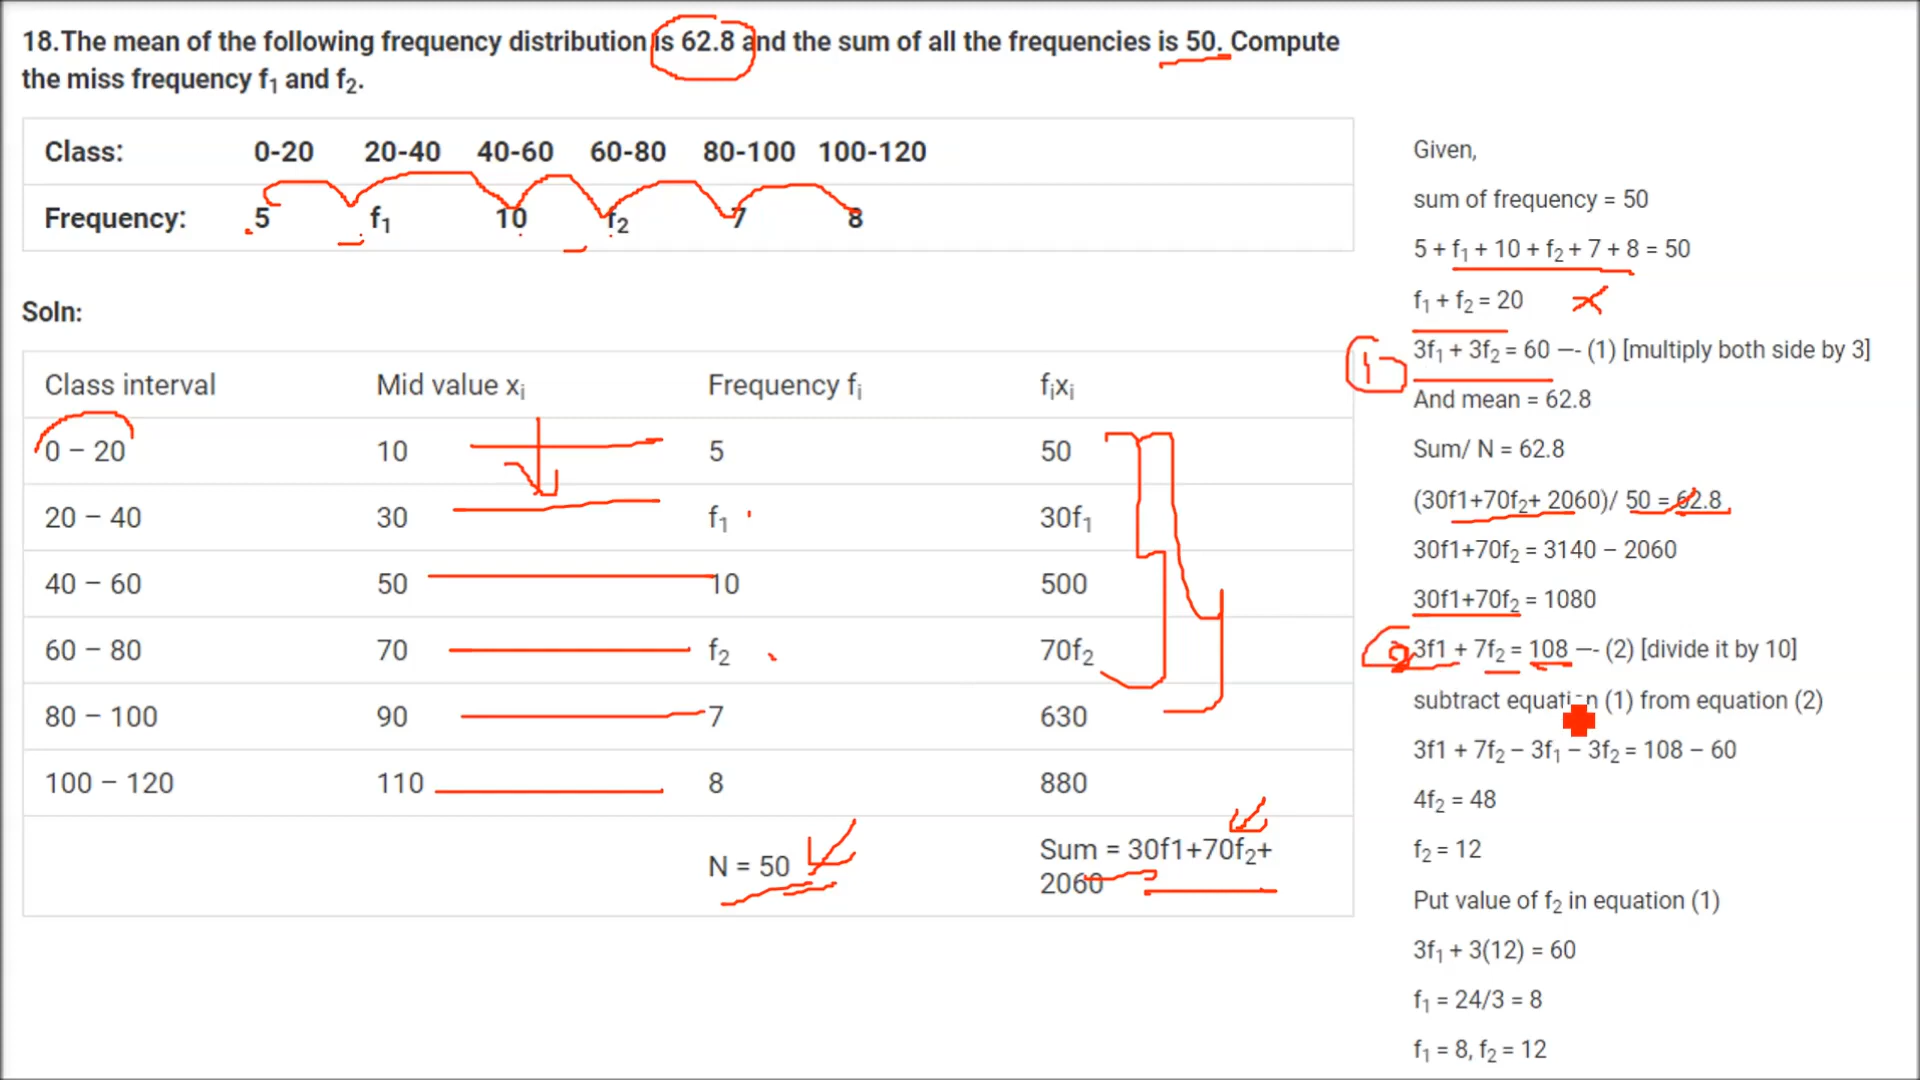 18.The mean of the following frequency distribution is 62.8 and the sum of all the frequencies is 50. Compute
the miss frequency f₁ and f₂.
Class: 0-20 20-40 40-60 60-80 80-100 100-120
Frequency: 5 f₁ 10 f₂ 7 8
Soln:
Class interval Mid value xᵢ Frequency fᵢ fᵢxᵢ
0 – 20 10 5 50
20 – 40 30 f₁ 30f₁
40 – 60 50 10 500
60 – 80 70 f₂ 70f₂
80 – 100 90 7 630
100 – 120 110 8 880
N = 50 Sum = 30f1+70f₂+
2060
Given,
sum of frequency = 50
5 + f₁ + 10 + f₂ + 7 + 8 = 50
f₁ + f₂ = 20
3f₁ + 3f₂ = 60 —- (1) [multiply both side by 3]
And mean = 62.8
Sum/ N = 62.8
(30f1+70f₂+ 2060)/ 50 = 62.8
30f1+70f₂ = 3140 – 2060
30f1+70f₂ = 1080
3f1 + 7f₂ = 108 —- (2) [divide it by 10]
subtract equation (1) from equation (2)
3f1 + 7f₂ – 3f₁ – 3f₂ = 108 – 60
4f₂ = 48
f₂ = 12
Put value of f₂ in equation (1)
3f₁ + 3(12) = 60
f₁ = 24/3 = 8
f₁ = 8, f₂ = 12